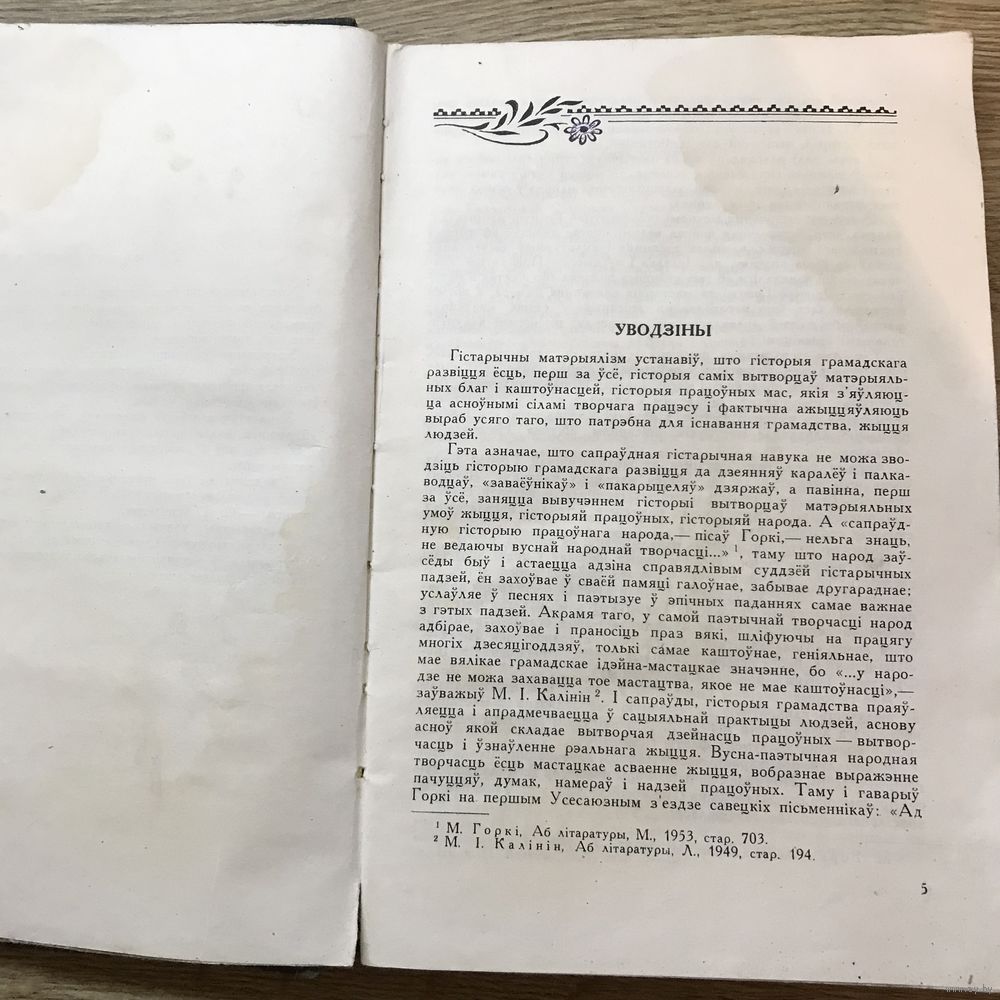 УВОДЗІНЫ
Гістарычны матэрыялізм устанавіў, што гісторыя грамадскага
развіцця ёсць, перш за ўсё, гісторыя саміх вытворцаў матэрыяль-
ных благ і каштоўнасцей, гісторыя працоўных мас, якія з'яўляюц-
ца асноўнымі сіламі творчага працэсу і фактычна ажыццяўляюць
выраб усяго таго, што патрэбна для існавання грамадства, жыцця
людзей.
Гэта азначае, што сапраўдная гістарычная навука не можа зво-
дзіць гісторыю грамадскага развіцця да дзеянняў каралёў і палка-
водцаў, «заваёўнікаў» і «пакарыцеляў» дзяржаў, а павінна, перш
за ўсё, заняцца вывучэннем гісторыі вытворцаў матэрыяльных
умоў жыцця, гісторыяй працоўных, гісторыяй народа. А «сапраўд-
ную гісторыю працоўнага народа,— пісаў Горкі,— нельга знаць,
не ведаючы вуснай народнай творчасці...» 1, таму што народ заў-
сёды быў і астаецца адзіна справядлівым суддзёй гістарычных
падзей, ён захоўвае ў сваёй памяці галоўнае, забывае другараднае;
услаўляе ў песнях і паэтызуе ў эпічных паданнях самае важнае
з гэтых падзей. Акрамя таго, у самой паэтычнай творчасці народ
адбірае, захоўвае і праносіць праз вякі, шліфуючы на працягу
многіх дзесяцігоддзяў, толькі самае каштоўнае, геніяльнае, што
мае вялікае грамадскае ідэйна-мастацкае значэнне, бо «...у наро-
дзе не можа захавацца тое мастацтва, якое не мае каштоўнасці»,—
заўважыў М. І. Калінін 2. І сапраўды, гісторыя грамадства праяў-
ляецца і апрадмечваецца ў сацыяльнай практыцы людзей, аснову
асноў якой складае вытворчая дзейнасць працоўных — вытвор-
часць і ўзнаўленне рэальнага жыцця. Вусна-паэтычная народная
творчасць ёсць мастацкае асваенне жыцця, вобразнае выражэнне
пачуццяў, думак, намераў і надзей працоўных. Таму і гаварыў
Горкі на першым Усесаюзным з'ездзе савецкіх пісьменнікаў: «Ад
1 М. Горкі, Аб літаратуры, М., 1953, стар. 703.
2 М. І. Калінін, Аб літаратуры, Л., 1949, стар. 194.
5